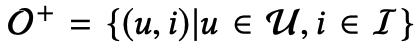 𝒪⁺ = {(u, i)|u ∈ 𝒰, i ∈ ℐ}